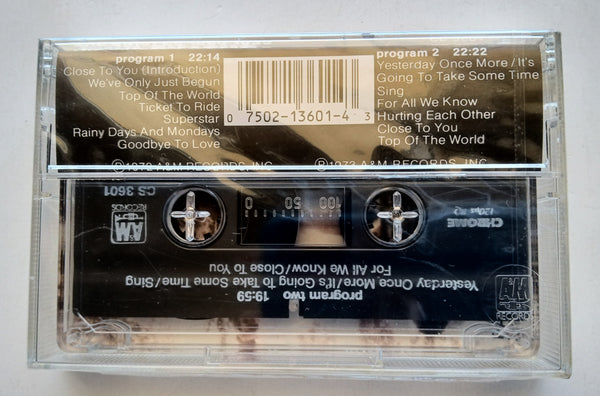 program 1 22:14
Close To You (Introduction)
We've Only Just Begun
Top Of The World
Ticket To Ride
Superstar
Rainy Days And Mondays
Goodbye To Love
0 7502-13601-4 3
program 2 22:22
Yesterday Once More/It's
Going To Take Some Time
Sing
For All We Know
Hurting Each Other
Close To You
Top Of The World
A&M RECORDS, INC.
A&M RECORDS, INC.
program two 19:59
Yesterday Once More/It's Going To Take Some Time/Sing
For All We Know/Close To You
CHROME
120µs EQ
100 50 0
A&M
RECORDS
CS 3601
A&M
RECORDS